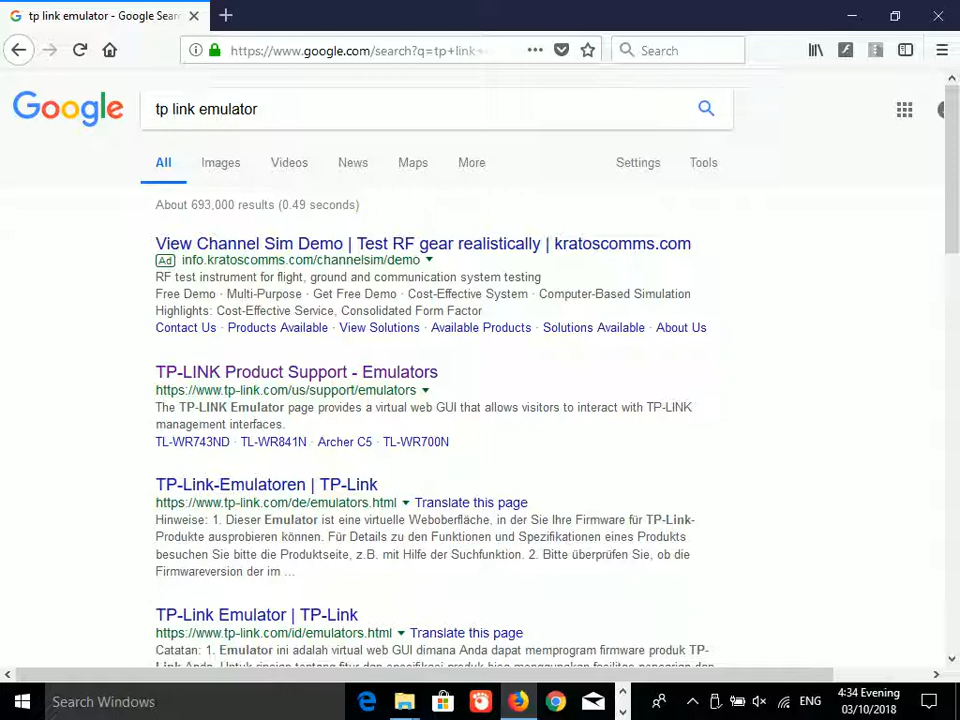 tp link emulator - Google Sear
https://www.google.com/search?q=tp+link+
Search
Google
tp link emulator
All
Images
Videos
News
Maps
More
Settings
Tools
About 693,000 results (0.49 seconds)
View Channel Sim Demo | Test RF gear realistically | kratoscomms.com
Ad info.kratoscomms.com/channelsim/demo
RF test instrument for flight, ground and communication system testing
Free Demo · Multi-Purpose · Get Free Demo · Cost-Effective System · Computer-Based Simulation
Highlights: Cost-Effective Service, Consolidated Form Factor
Contact Us · Products Available · View Solutions · Available Products · Solutions Available · About Us
TP-LINK Product Support - Emulators
https://www.tp-link.com/us/support/emulators
The TP-LINK Emulator page provides a virtual web GUI that allows visitors to interact with TP-LINK
management interfaces.
TL-WR743ND · TL-WR841N · Archer C5 · TL-WR700N
TP-Link-Emulatoren | TP-Link
https://www.tp-link.com/de/emulators.html Translate this page
Hinweise: 1. Dieser Emulator ist eine virtuelle Weboberfläche, in der Sie Ihre Firmware für TP-Link-
Produkte ausprobieren können. Für Details zu den Funktionen und Spezifikationen eines Produkts
besuchen Sie bitte die Produktseite, z.B. mit Hilfe der Suchfunktion. 2. Bitte überprüfen Sie, ob die
Firmwareversion der im ...
TP-Link Emulator | TP-Link
https://www.tp-link.com/id/emulators.html Translate this page
Catatan: 1. Emulator ini adalah virtual web GUI dimana Anda dapat memprogram firmware produk TP-
Search Windows
ENG
4:34 Evening
03/10/2018